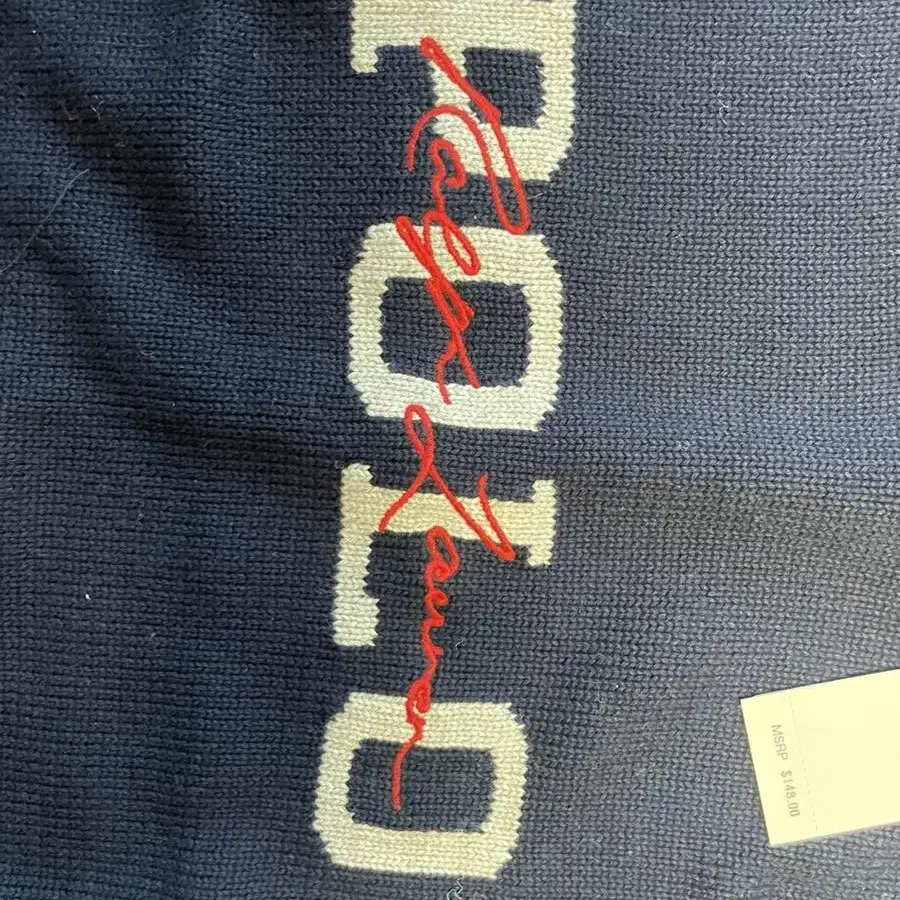 POLO
Ralph Lauren
MSRP $148.00